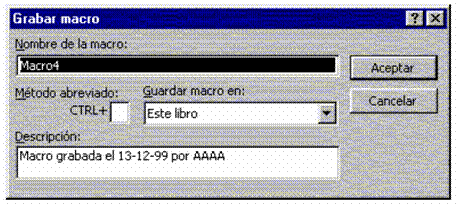 Grabar macro
Nombre de la macro:
Macro4
Aceptar
Método abreviado:
Guardar macro en:
Cancelar
CTRL+
Este libro
Descripción:
Macro grabada el 13-12-99 por AAAA